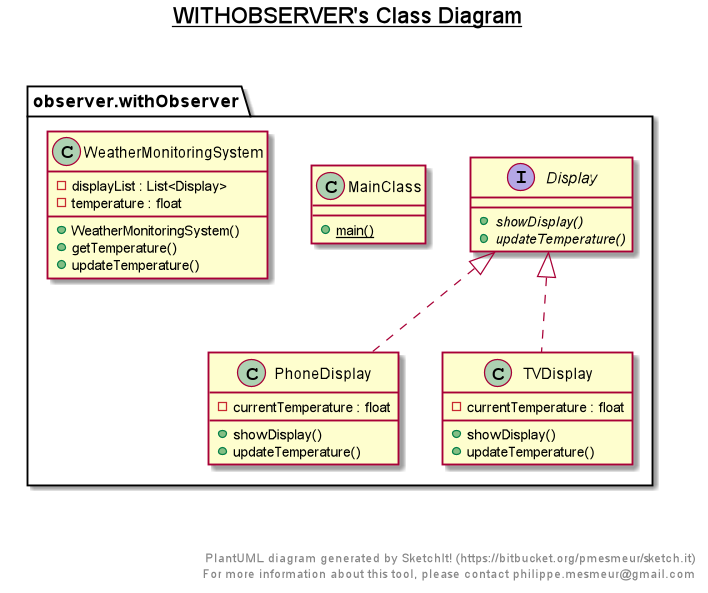 WITHOBSERVER's Class Diagram
observer.withObserver
C WeatherMonitoringSystem
displayList : List<Display>
temperature : float
WeatherMonitoringSystem()
getTemperature()
updateTemperature()
C MainClass
main()
I Display
showDisplay()
updateTemperature()
C PhoneDisplay
currentTemperature : float
showDisplay()
updateTemperature()
C TVDisplay
currentTemperature : float
showDisplay()
updateTemperature()
PlantUML diagram generated by SketchIt! (https://bitbucket.org/pmesmeur/sketch.it)
For more information about this tool, please contact philippe.mesmeur@gmail.com